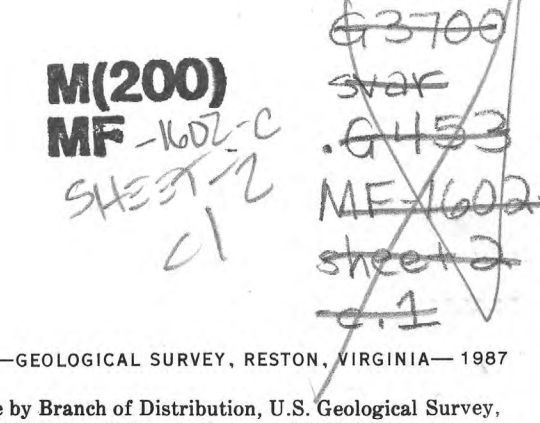 M(200)
MF -1602-C
SHEET-2
c1
G3700
svar
.G453
MF-1602-
sheet 2
c.1
—GEOLOGICAL SURVEY, RESTON, VIRGINIA—1987
e by Branch of Distribution, U.S. Geological Survey,